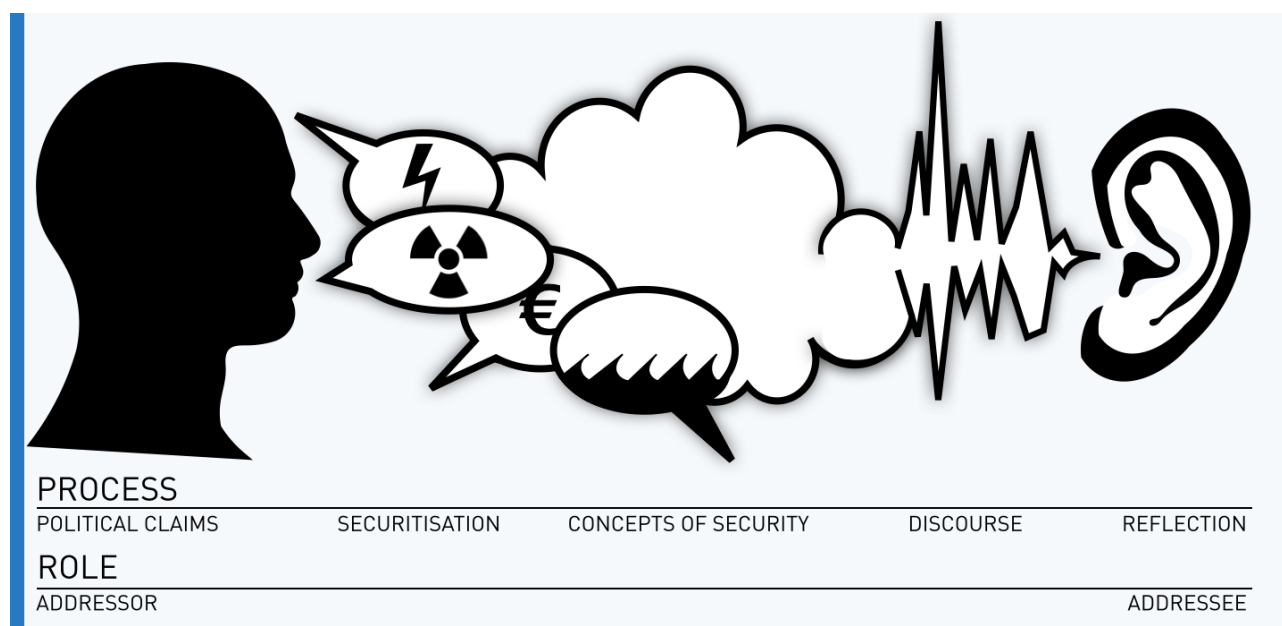 €
PROCESS
POLITICAL CLAIMS SECURITISATION CONCEPTS OF SECURITY DISCOURSE REFLECTION
ROLE
ADDRESSOR ADDRESSEE